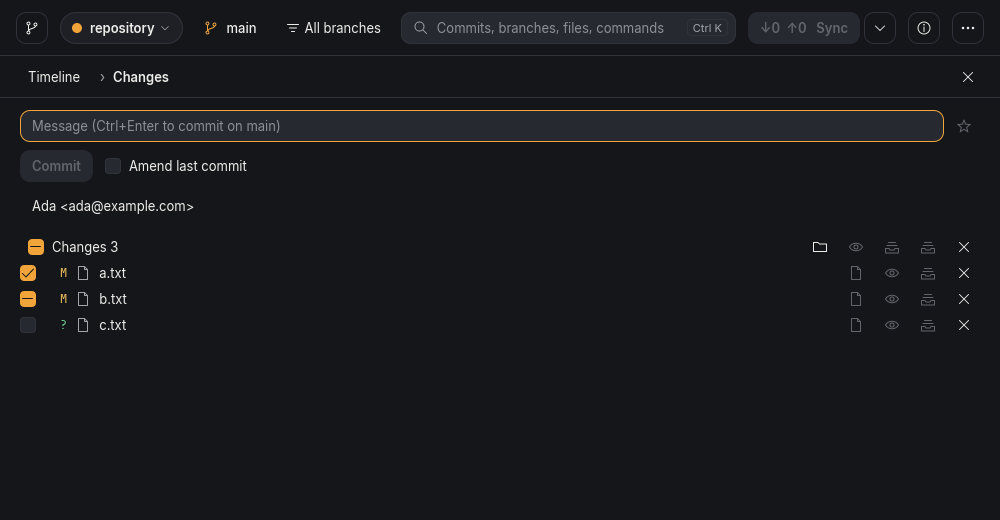 repository main All branches Commits, branches, files, commands Ctrl K ↓0 ↑0 Sync
Timeline › Changes
Message (Ctrl+Enter to commit on main)
Commit Amend last commit
Ada <ada@example.com>
Changes 3
M a.txt
M b.txt
? c.txt